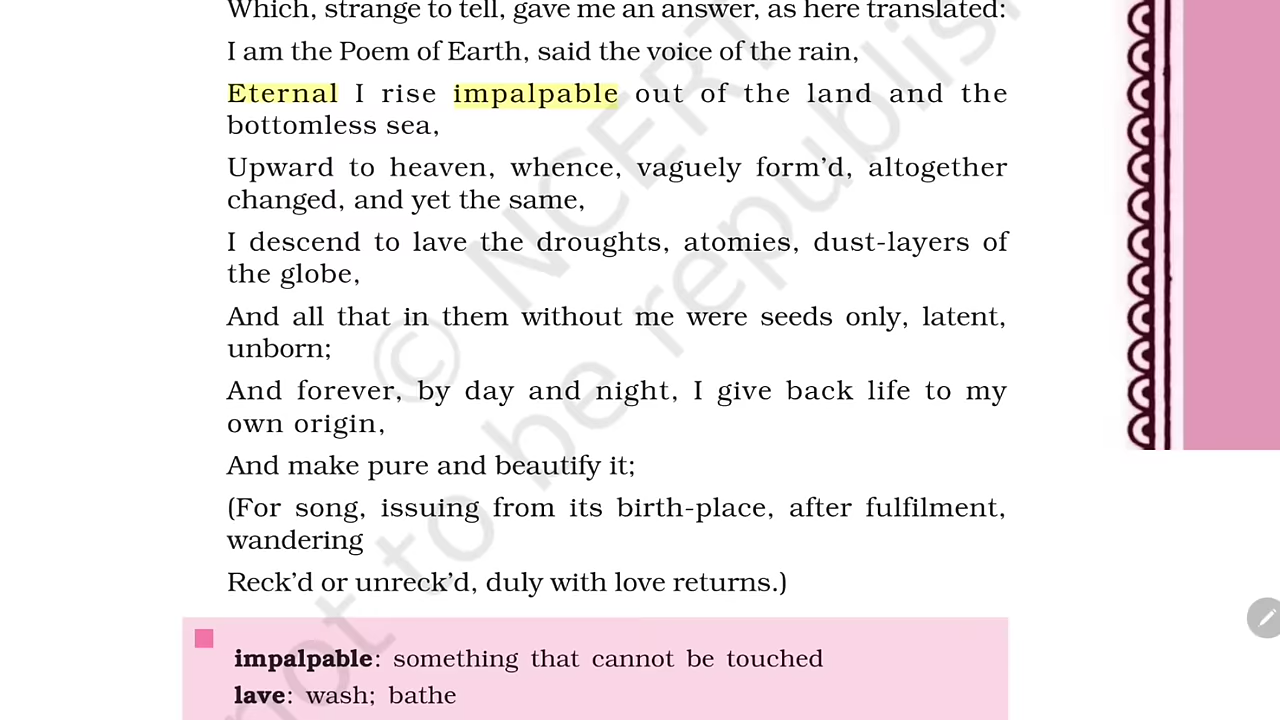 Which, strange to tell, gave me an answer, as here translated:
I am the Poem of Earth, said the voice of the rain,
Eternal I rise impalpable out of the land and the
bottomless sea,
Upward to heaven, whence, vaguely form’d, altogether
changed, and yet the same,
I descend to lave the droughts, atomies, dust-layers of
the globe,
And all that in them without me were seeds only, latent,
unborn;
And forever, by day and night, I give back life to my
own origin,
And make pure and beautify it;
(For song, issuing from its birth-place, after fulfilment,
wandering
Reck’d or unreck’d, duly with love returns.)
impalpable: something that cannot be touched
lave: wash; bathe
© NCERT
not to be republish